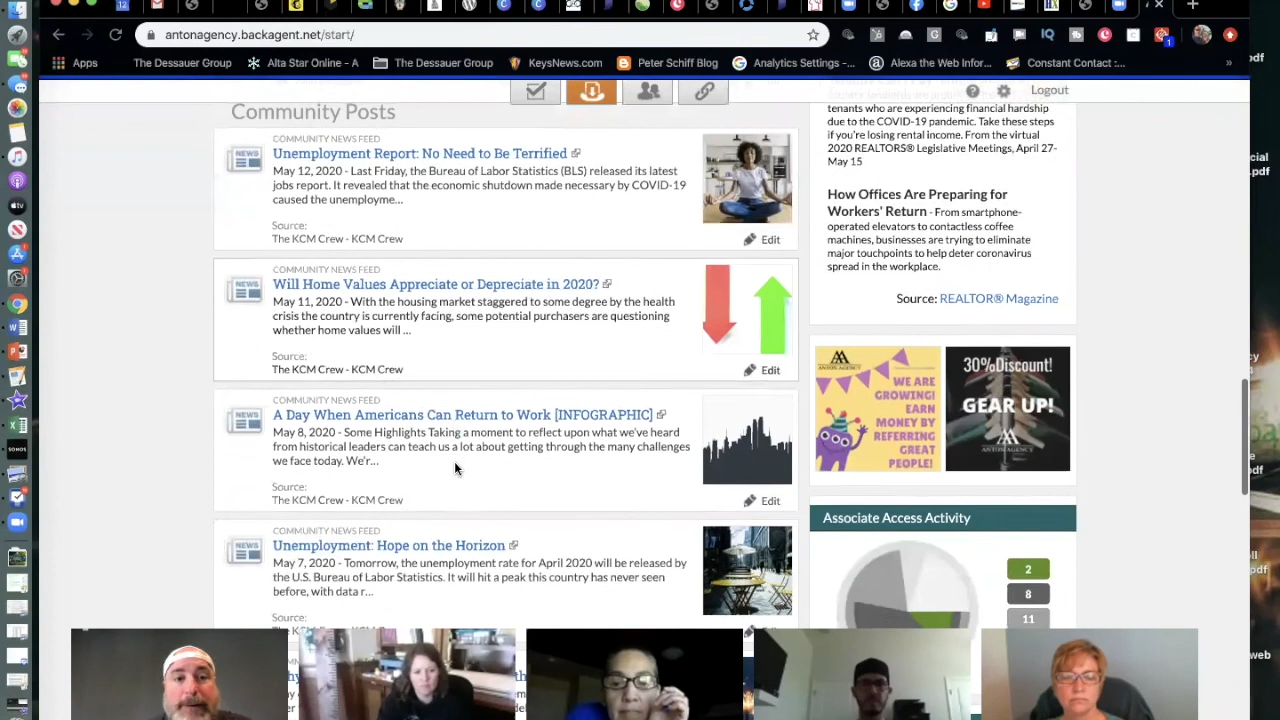 antonagency.backagent.net/start/
Apps
The Dessauer Group
Alta Star Online - A
The Dessauer Group
KeysNews.com
Peter Schiff Blog
Analytics Settings -...
Alexa the Web Infor...
Constant Contact :...
»
Logout
Community Posts
COMMUNITY NEWS FEED
NEWS
Unemployment Report: No Need to Be Terrified
May 12, 2020 - Last Friday, the Bureau of Labor Statistics (BLS) released its latest
jobs report. It revealed that the economic shutdown made necessary by COVID-19
caused the unemployme...
Source:
The KCM Crew - KCM Crew
Edit
COMMUNITY NEWS FEED
NEWS
Will Home Values Appreciate or Depreciate in 2020?
May 11, 2020 - With the housing market staggered to some degree by the health
crisis the country is currently facing, some potential purchasers are questioning
whether home values will ...
Source:
The KCM Crew - KCM Crew
Edit
COMMUNITY NEWS FEED
NEWS
A Day When Americans Can Return to Work [INFOGRAPHIC]
May 8, 2020 - Some Highlights Taking a moment to reflect upon what we've heard
from historical leaders can teach us a lot about getting through the many challenges
we face today. We'r...
Source:
The KCM Crew - KCM Crew
Edit
COMMUNITY NEWS FEED
NEWS
Unemployment: Hope on the Horizon
May 7, 2020 - Tomorrow, the unemployment rate for April 2020 will be released by
the U.S. Bureau of Labor Statistics. It will hit a peak this country has never seen
before, with data r...
Source:
tenants who are experiencing financial hardship
due to the COVID-19 pandemic. Take these steps
if you're losing rental income. From the virtual
2020 REALTORS® Legislative Meetings, April 27-
May 15
How Offices Are Preparing for
Workers' Return - From smartphone-
operated elevators to contactless coffee
machines, businesses are trying to eliminate
major touchpoints to help deter coronavirus
spread in the workplace.
Source: REALTOR® Magazine
ANTON AGENCY
WE ARE
GROWING!
EARN
MONEY BY
REFERRING
GREAT
PEOPLE!
30% Discount!
GEAR UP!
ANTON AGENCY
Associate Access Activity
2
8
11